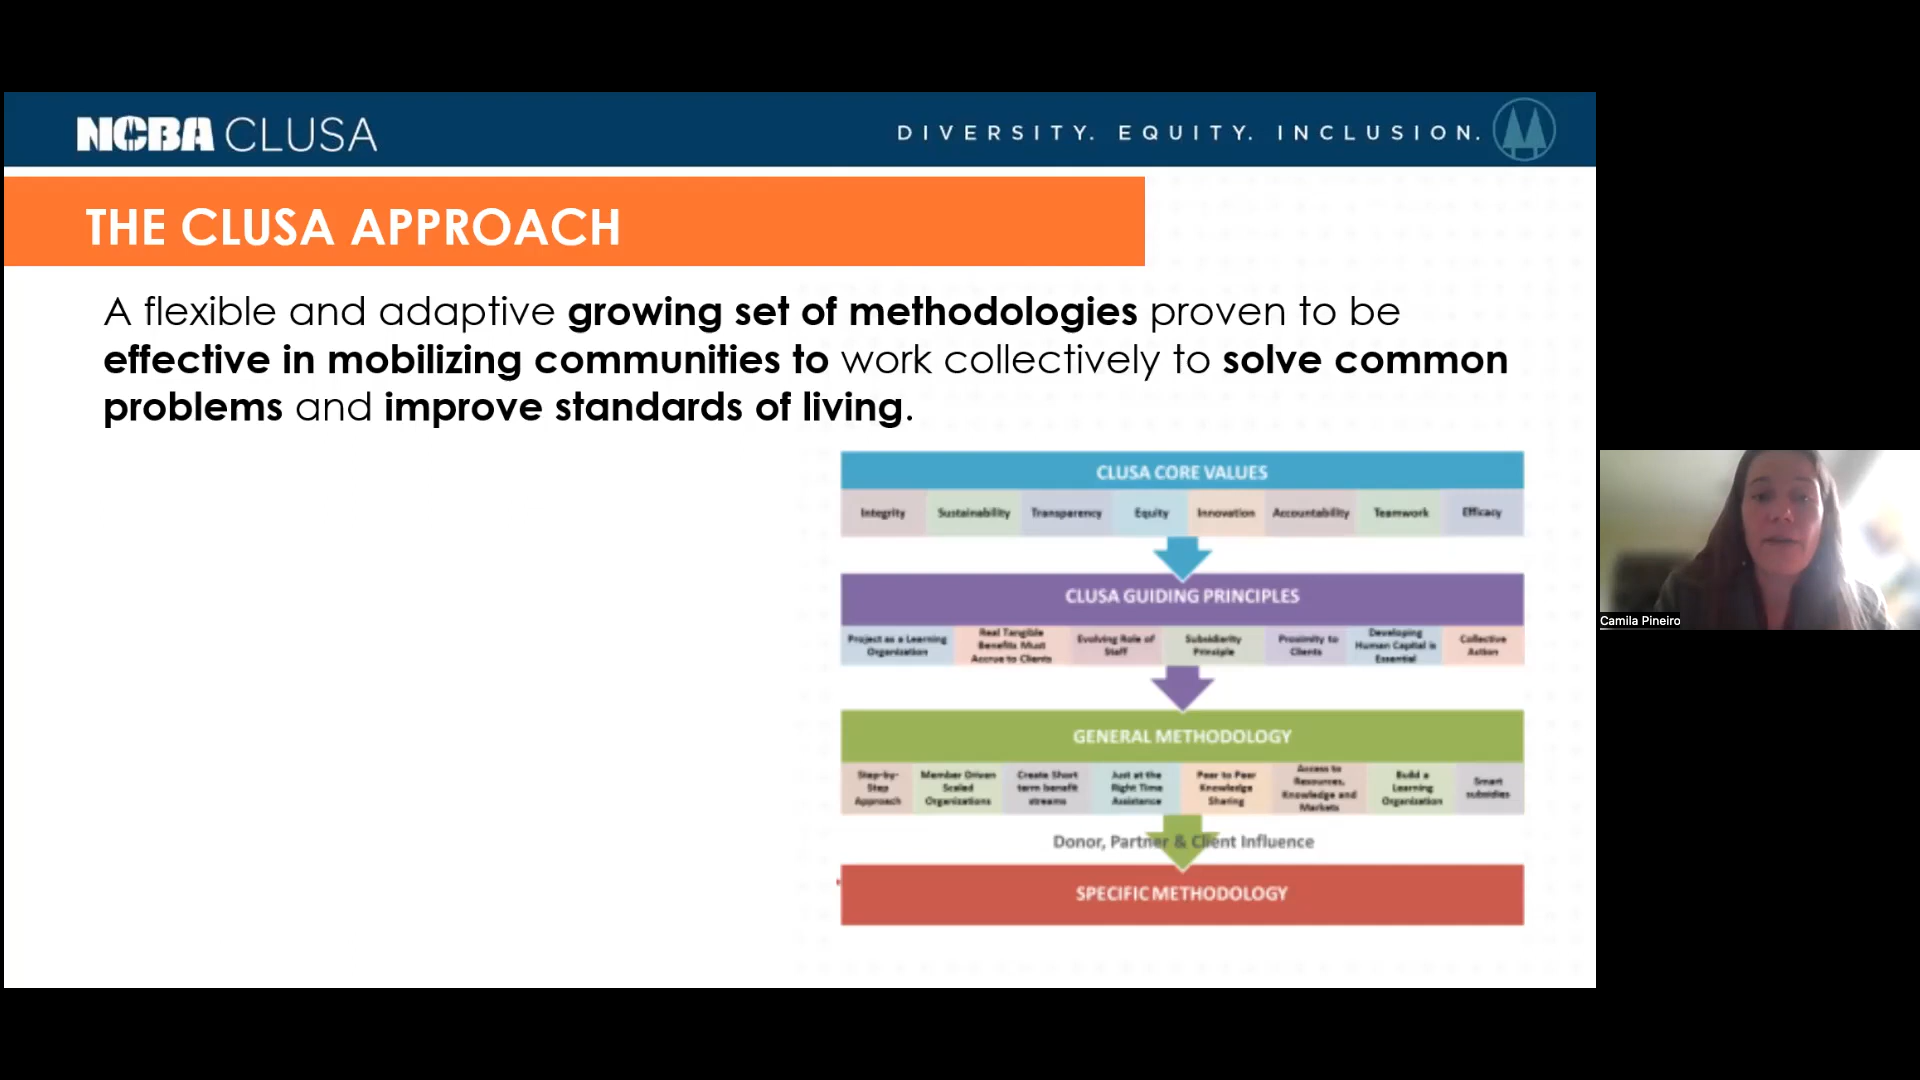 NCBA CLUSA
DIVERSITY. EQUITY. INCLUSION.
THE CLUSA APPROACH
A flexible and adaptive growing set of methodologies proven to be
effective in mobilizing communities to work collectively to solve common
problems and improve standards of living.
CLUSA CORE VALUES
Integrity
Sustainability
Transparency
Equity
Innovation
Accountability
Teamwork
Efficacy
CLUSA GUIDING PRINCIPLES
Project as a Learning
Organization
Real Tangible
Benefits Must
Accrue to Clients
Evolving Role of
Staff
Subsidiarity
Principle
Proximity to
Clients
Developing
Human Capital is
Essential
Collective
Action
GENERAL METHODOLOGY
Step-by-
Step
Approach
Member Driven
Scaled
Organizations
Create Short
term benefit
streams
Just at the
Right Time
Assistance
Peer to Peer
Knowledge
Sharing
Access to
Resources,
Knowledge and
Markets
Build a
Learning
Organization
Smart
subsidies
Donor, Partner & Client Influence
SPECIFIC METHODOLOGY
Camila Pineiro